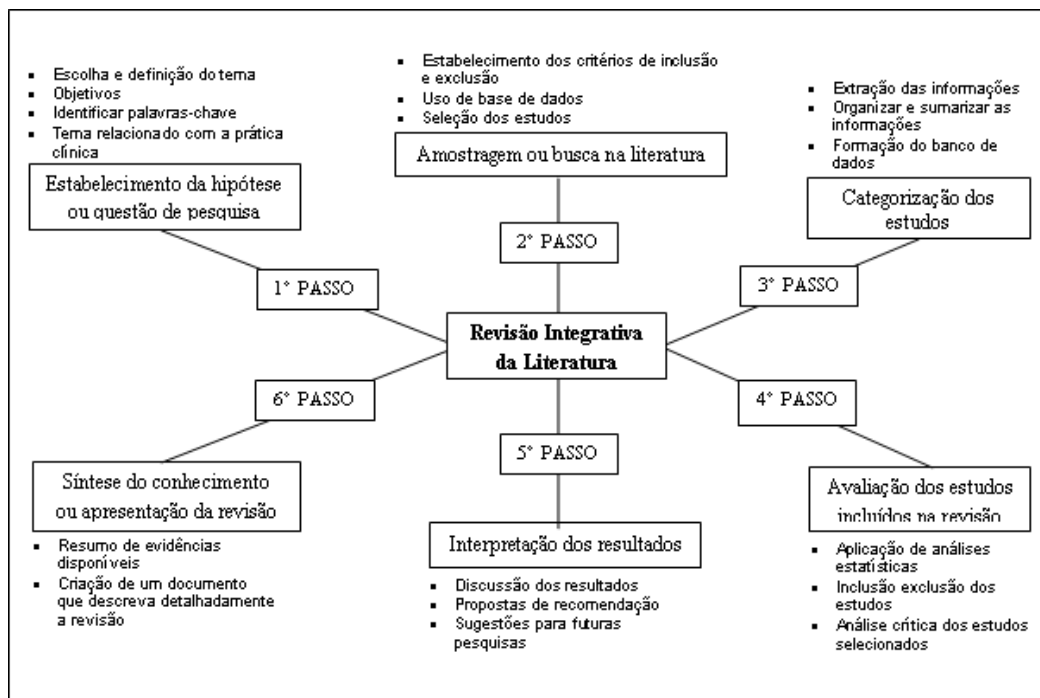 ▪ Escolha e definição do tema
▪ Objetivos
▪ Identificar palavras-chave
▪ Tema relacionado com a prática
clínica
Estabelecimento da hipótese
ou questão de pesquisa
1° PASSO
▪ Estabelecimento dos critérios de inclusão
e exclusão
▪ Uso de base de dados
▪ Seleção dos estudos
Amostragem ou busca na literatura
2° PASSO
▪ Extração das informações
▪ Organizar e sumarizar as
informações
▪ Formação do banco de
dados
Categorização dos
estudos
3° PASSO
Revisão Integrativa
da Literatura
4° PASSO
Avaliação dos estudos
incluídos na revisão
▪ Aplicação de análises
estatísticas
▪ Inclusão exclusão dos
estudos
▪ Análise crítica dos estudos
selecionados
5° PASSO
Interpretação dos resultados
▪ Discussão dos resultados
▪ Propostas de recomendação
▪ Sugestões para futuras
pesquisas
6° PASSO
Síntese do conhecimento
ou apresentação da revisão
▪ Resumo de evidências
disponíveis
▪ Criação de um documento
que descreva detalhadamente
a revisão